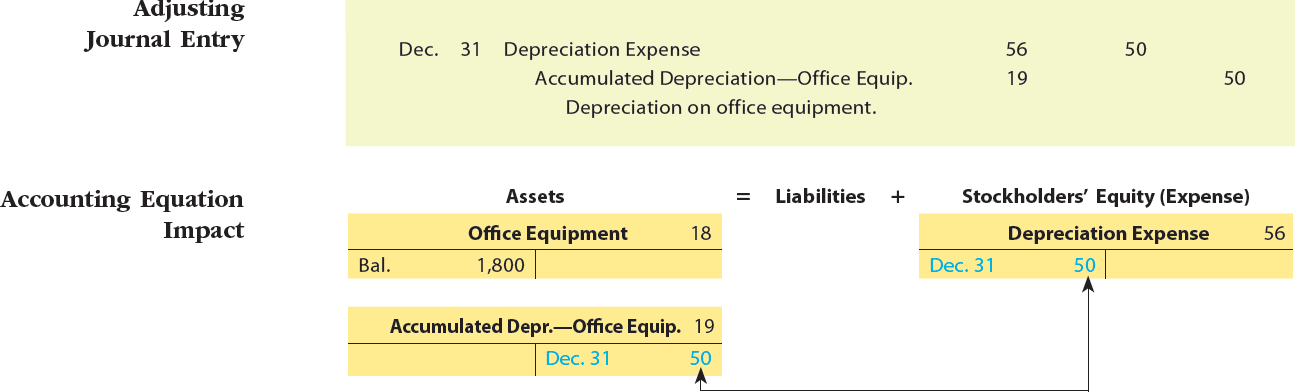 Adjusting
Journal Entry
Dec. 31 Depreciation Expense 56 50
Accumulated Depreciation—Office Equip. 19 50
Depreciation on office equipment.
Accounting Equation
Impact
Assets = Liabilities + Stockholders’ Equity (Expense)
Office Equipment 18
Bal. 1,800
Depreciation Expense 56
Dec. 31 50
Accumulated Depr.—Office Equip. 19
Dec. 31 50